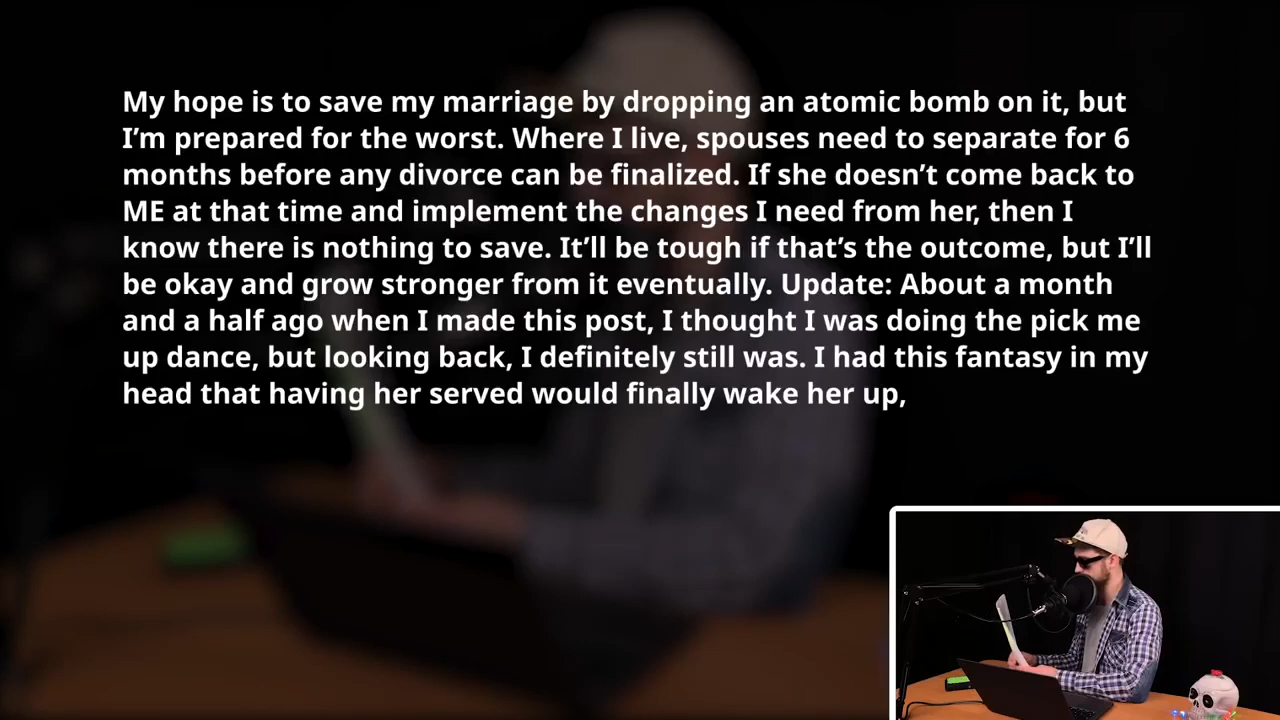 My hope is to save my marriage by dropping an atomic bomb on it, but
I’m prepared for the worst. Where I live, spouses need to separate for 6
months before any divorce can be finalized. If she doesn’t come back to
ME at that time and implement the changes I need from her, then I
know there is nothing to save. It’ll be tough if that’s the outcome, but I’ll
be okay and grow stronger from it eventually. Update: About a month
and a half ago when I made this post, I thought I was doing the pick me
up dance, but looking back, I definitely still was. I had this fantasy in my
head that having her served would finally wake her up,